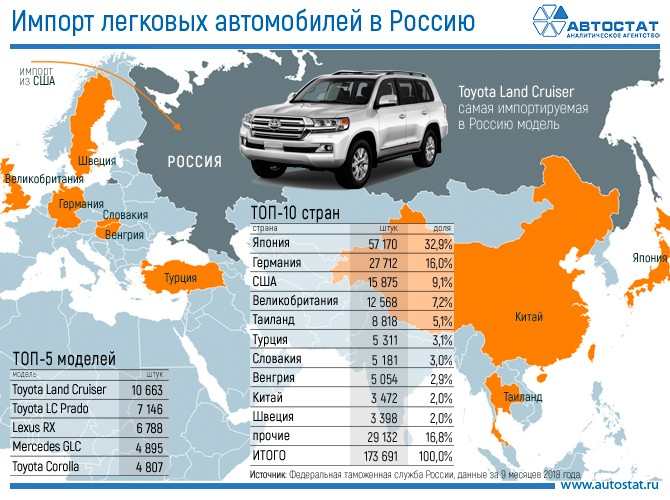 Импорт легковых автомобилей в Россию
АВТОСТАТ
АНАЛИТИЧЕСКОЕ АГЕНТСТВО
ИМПОРТ
ИЗ США
Toyota Land Cruiser
самая импортируемая
в Россию модель
РОССИЯ
Швеция
Великобритания
Германия
Словакия
Венгрия
Турция
Япония
Китай
Таиланд
ТОП-10 стран
страна штук доля
Япония 57 170 32,9%
Германия 27 712 16,0%
США 15 875 9,1%
Великобритания 12 568 7,2%
Таиланд 8 818 5,1%
Турция 5 311 3,1%
Словакия 5 181 3,0%
Венгрия 5 054 2,9%
Китай 3 472 2,0%
Швеция 3 398 2,0%
прочие 29 132 16,8%
ИТОГО 173 691 100,0%
ТОП-5 моделей
модель штук
Toyota Land Cruiser 10 663
Toyota LC Prado 7 146
Lexus RX 6 788
Mercedes GLC 4 895
Toyota Corolla 4 807
Источник: Федеральная таможенная служба России, данные за 9 месяцев 2018 года
www.autostat.ru